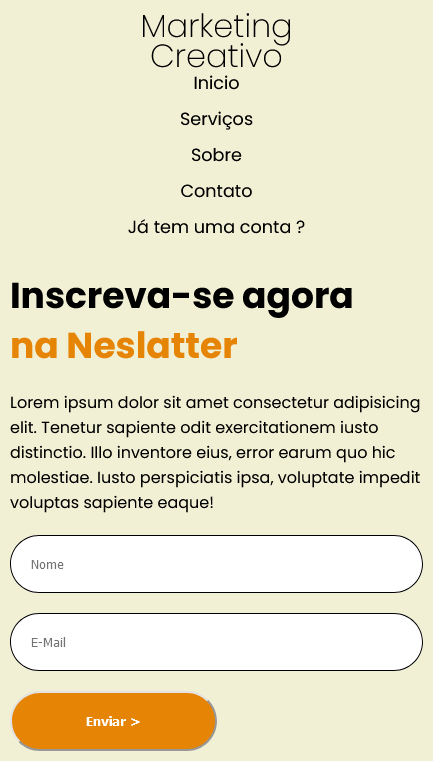 Marketing
Creativo
Inicio
Serviços
Sobre
Contato
Já tem uma conta ?
Inscreva-se agora
na Neslatter
Lorem ipsum dolor sit amet consectetur adipisicing
elit. Tenetur sapiente odit exercitationem iusto
distinctio. Illo inventore eius, error earum quo hic
molestiae. Iusto perspiciatis ipsa, voluptate impedit
voluptas sapiente eaque!
Nome
E-Mail
Enviar >